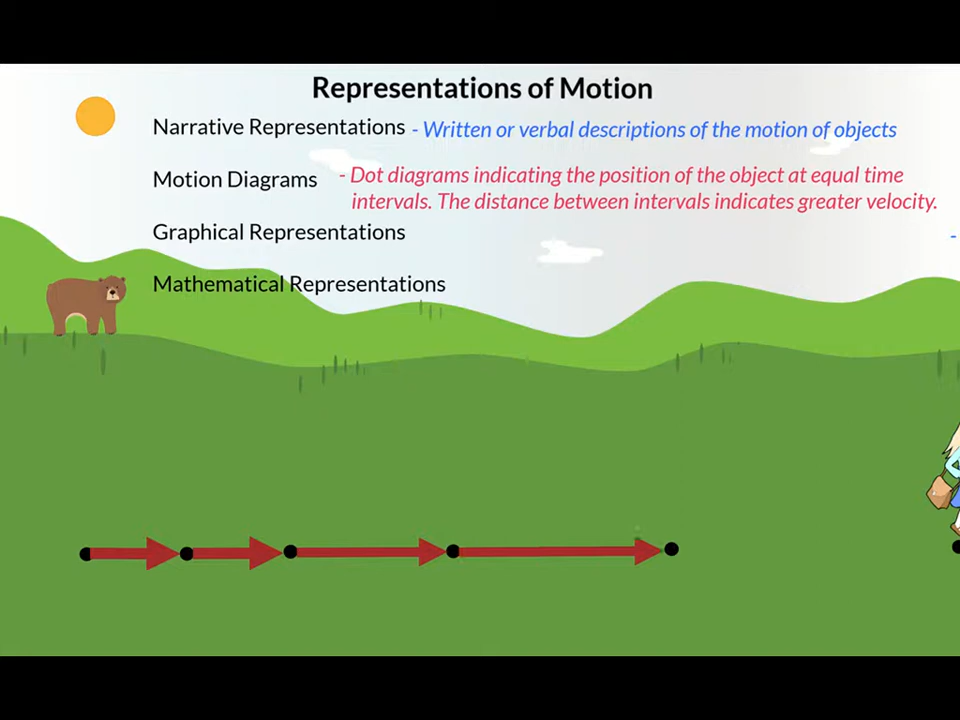 Representations of Motion
Narrative Representations - Written or verbal descriptions of the motion of objects
Motion Diagrams - Dot diagrams indicating the position of the object at equal time
intervals. The distance between intervals indicates greater velocity.
Graphical Representations -
Mathematical Representations